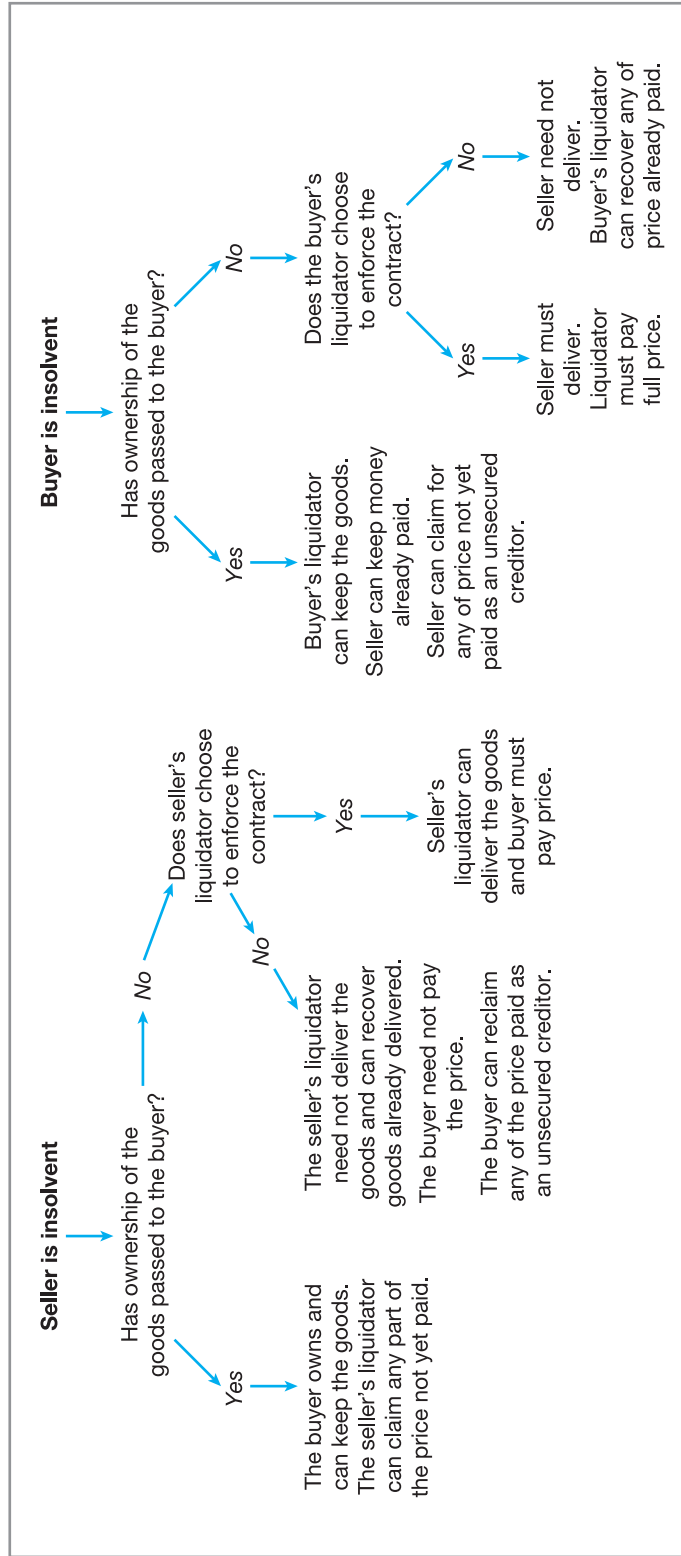 Seller is insolvent
Has ownership of the
goods passed to the buyer?
Yes
The buyer owns and
can keep the goods.
The seller's liquidator
can claim any part of
the price not yet paid.
No
Does seller's
liquidator choose
to enforce the
contract?
No
The seller's liquidator
need not deliver the
goods and can recover
goods already delivered.
The buyer need not pay
the price.
The buyer can reclaim
any of the price paid as
an unsecured creditor.
Yes
Seller's
liquidator can
deliver the goods
and buyer must
pay price.
Buyer is insolvent
Has ownership of the
goods passed to the buyer?
Yes
Buyer's liquidator
can keep the goods.
Seller can keep money
already paid.
Seller can claim for
any of price not yet
paid as an unsecured
creditor.
No
Does the buyer's
liquidator choose
to enforce the
contract?
Yes
Seller must
deliver.
Liquidator
must pay
full price.
No
Seller need not
deliver.
Buyer's liquidator
can recover any of
price already paid.